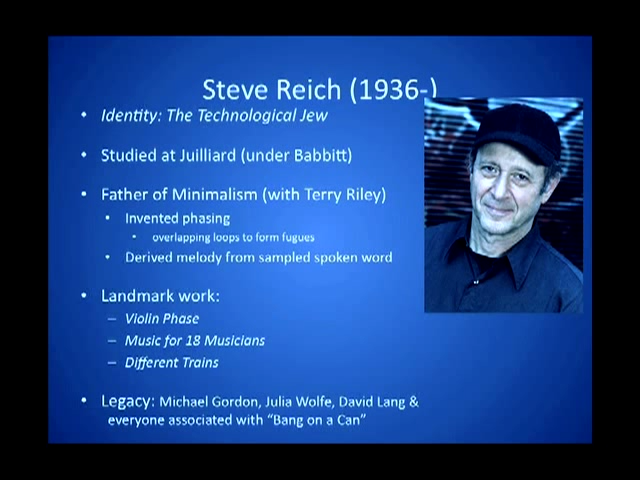 Steve Reich (1936-)
• Identity: The Technological Jew
• Studied at Juilliard (under Babbitt)
• Father of Minimalism (with Terry Riley)
• Invented phasing
• overlapping loops to form fugues
• Derived melody from sampled spoken word
• Landmark work:
– Violin Phase
– Music for 18 Musicians
– Different Trains
• Legacy: Michael Gordon, Julia Wolfe, David Lang &
everyone associated with “Bang on a Can”